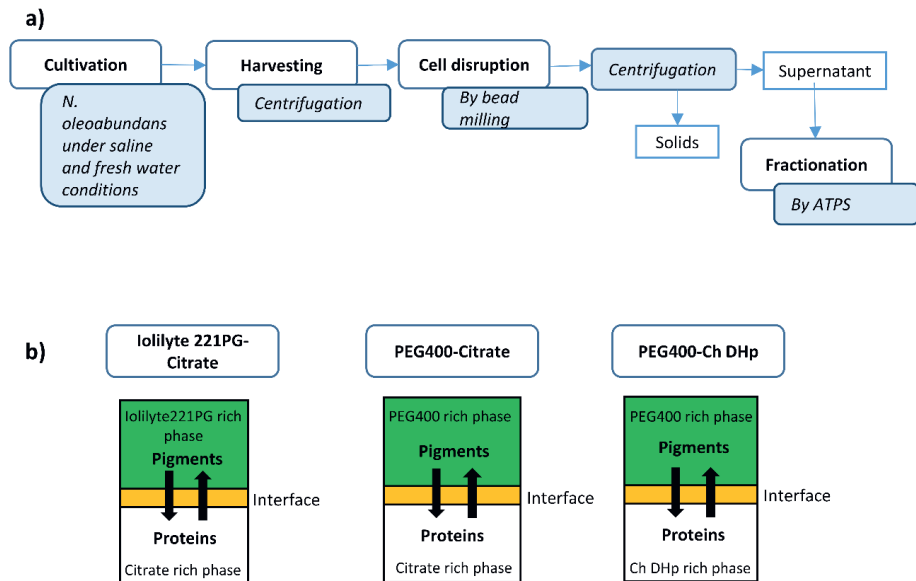 a)
Cultivation
N.
oleoabundans
under saline
and fresh water
conditions
Harvesting
Centrifugation
Cell disruption
By bead
milling
Centrifugation
Solids
Supernatant
Fractionation
By ATPS
b)
Iolilyte 221PG-
Citrate
Iolilyte221PG rich
phase
Pigments
Interface
Proteins
Citrate rich phase
PEG400-Citrate
PEG400 rich phase
Pigments
Interface
Proteins
Citrate rich phase
PEG400-Ch DHp
PEG400 rich phase
Pigments
Interface
Proteins
Ch DHp rich phase